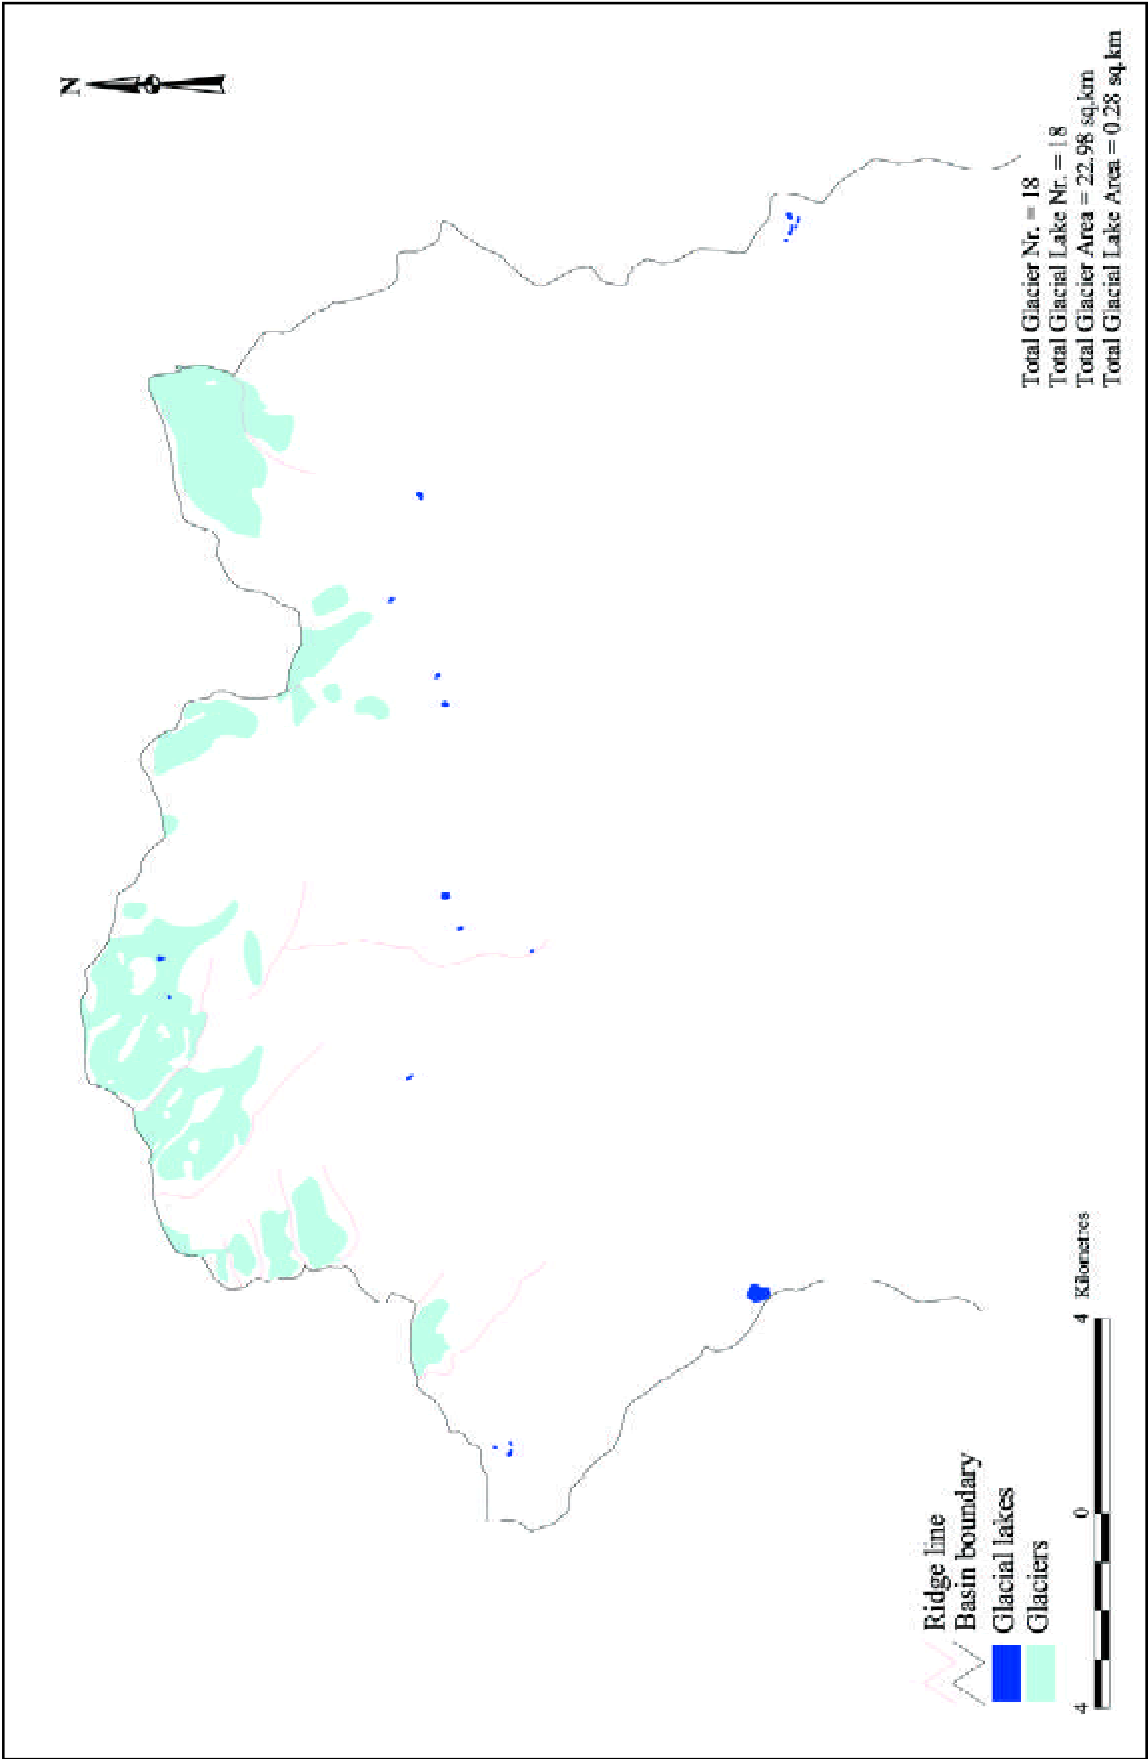 N
Ridge line
Basin boundary
Glacial lakes
Glaciers
4 0 4 Kilometres
Total Glacier Nr. = 18
Total Glacial Lake Nr. = 18
Total Glacier Area = 22.98 sq.km
Total Glacial Lake Area = 0.28 sq.km